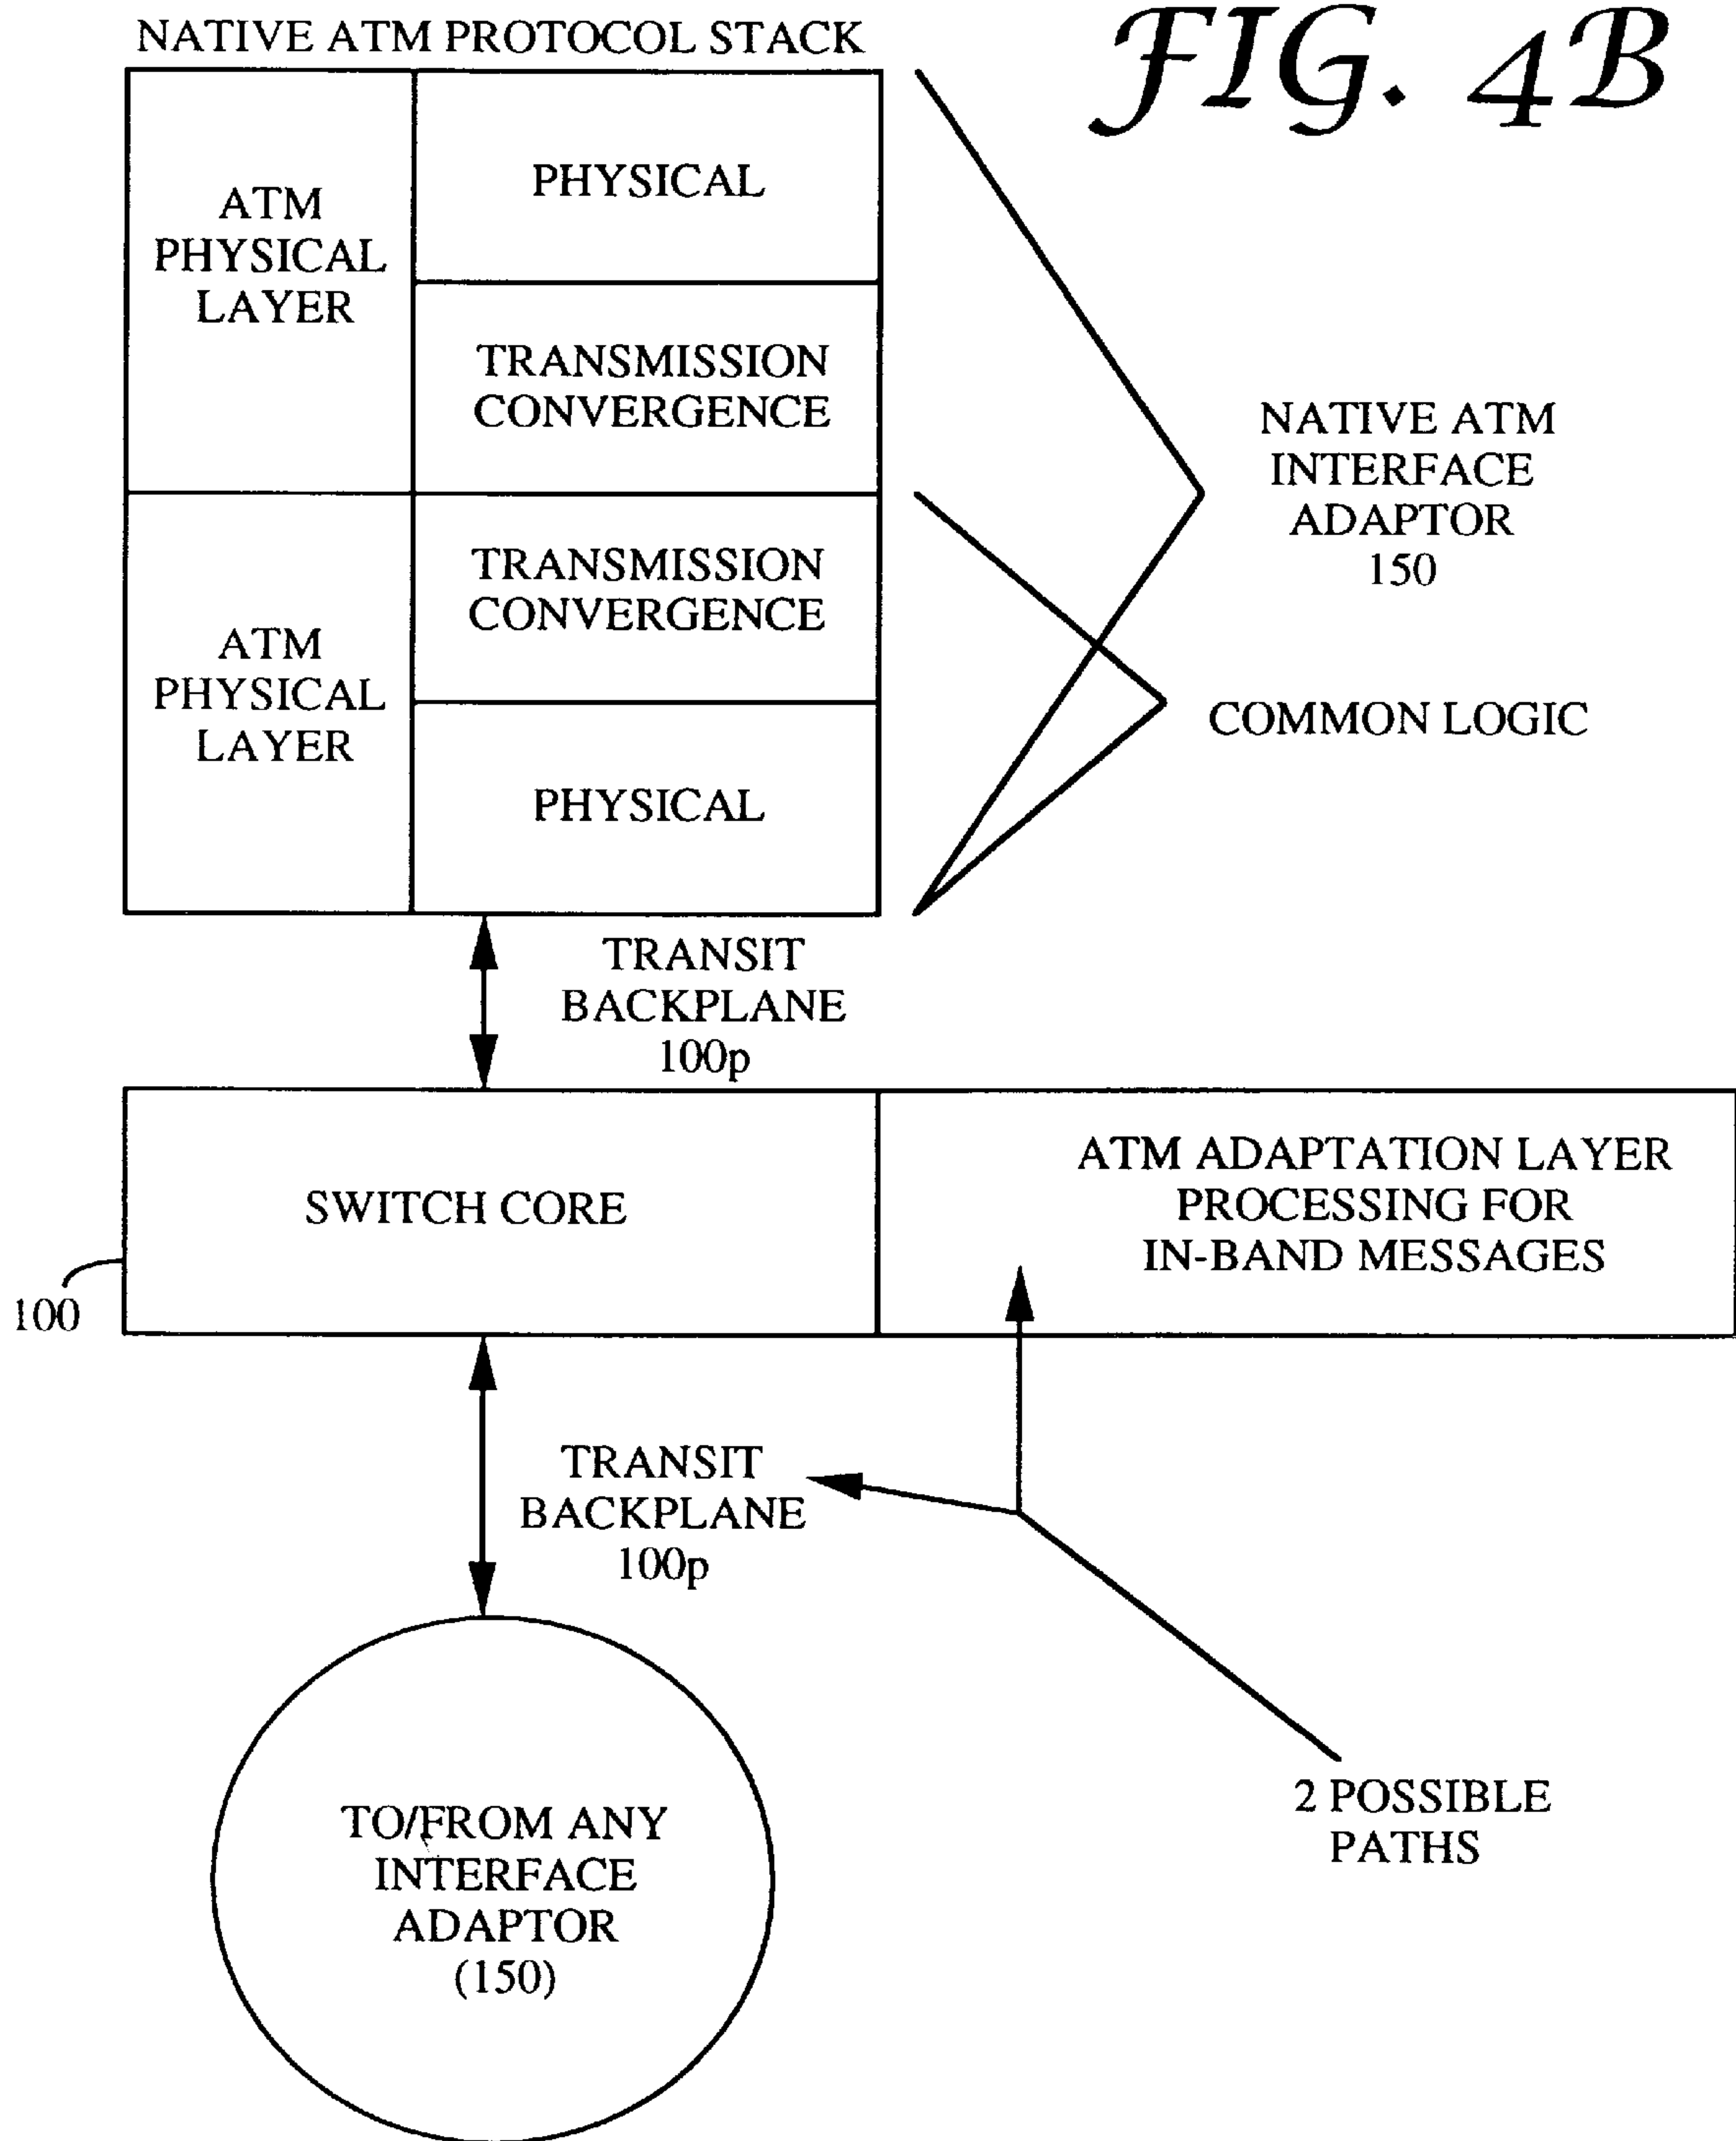 FIG. 4B
NATIVE ATM PROTOCOL STACK
ATM
PHYSICAL
LAYER
PHYSICAL
TRANSMISSION
CONVERGENCE
ATM
PHYSICAL
LAYER
TRANSMISSION
CONVERGENCE
PHYSICAL
NATIVE ATM
INTERFACE
ADAPTOR
150
COMMON LOGIC
TRANSIT
BACKPLANE
100p
SWITCH CORE
ATM ADAPTATION LAYER
PROCESSING FOR
IN-BAND MESSAGES
100
TRANSIT
BACKPLANE
100p
2 POSSIBLE
PATHS
TO/FROM ANY
INTERFACE
ADAPTOR
(150)